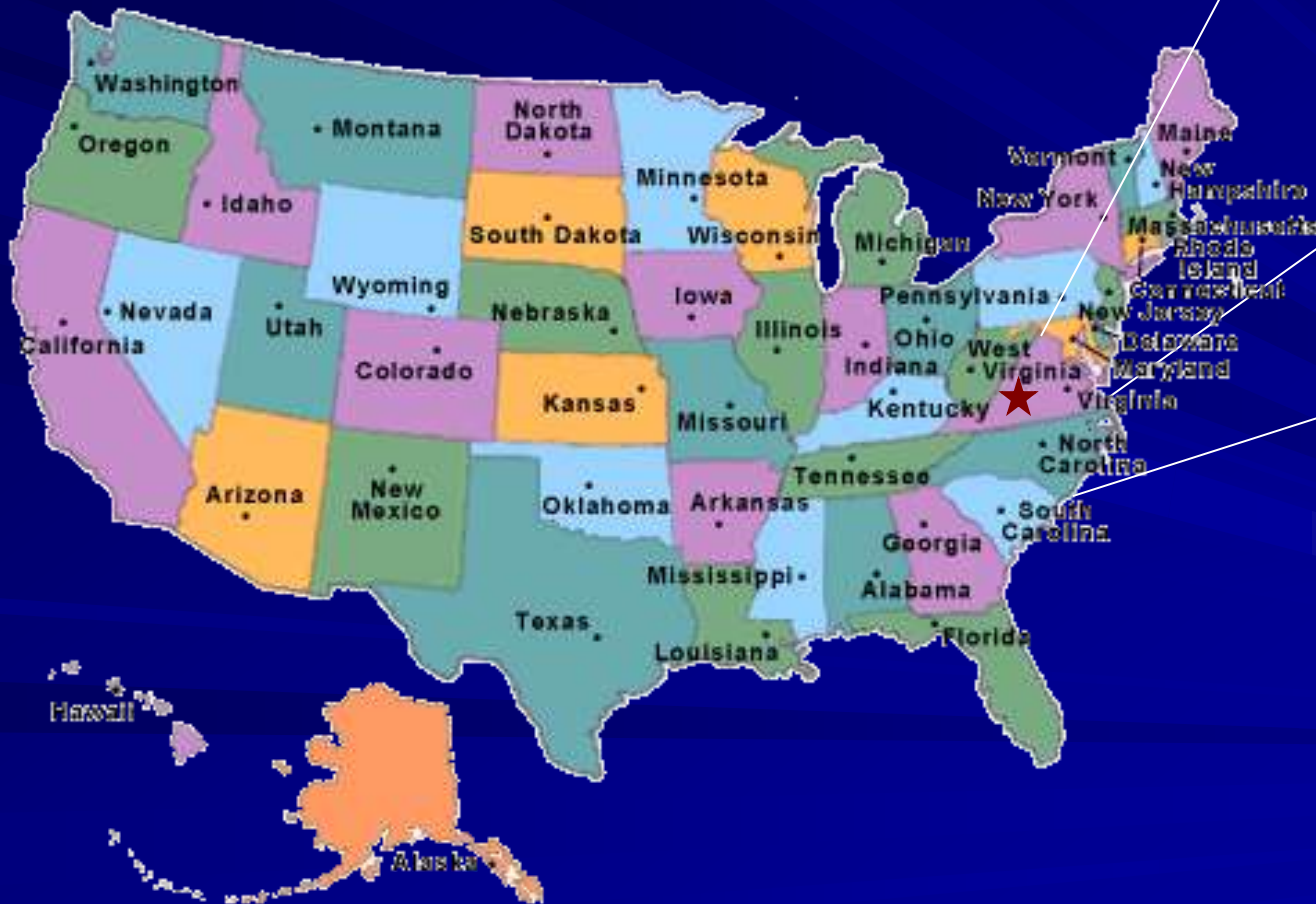 Washington
Montana
North
Dakota
Minnesota
Maine
Oregon
Vermont
New
Hampshire
Idaho
South Dakota
Wisconsin
Michigan
New York
Massachusetts
Rhode
Island
Connecticut
Wyoming
Nebraska
Iowa
Pennsylvania
New Jersey
Nevada
Utah
Illinois
Indiana
Ohio
West
Virginia
Delaware
Maryland
California
Colorado
Kansas
Missouri
Kentucky
Virginia
North
Carolina
Tennessee
Arizona
New
Mexico
Oklahoma
Arkansas
South
Carolina
Georgia
Mississippi
Alabama
Texas
Louisiana
Florida
Hawaii
Alaska